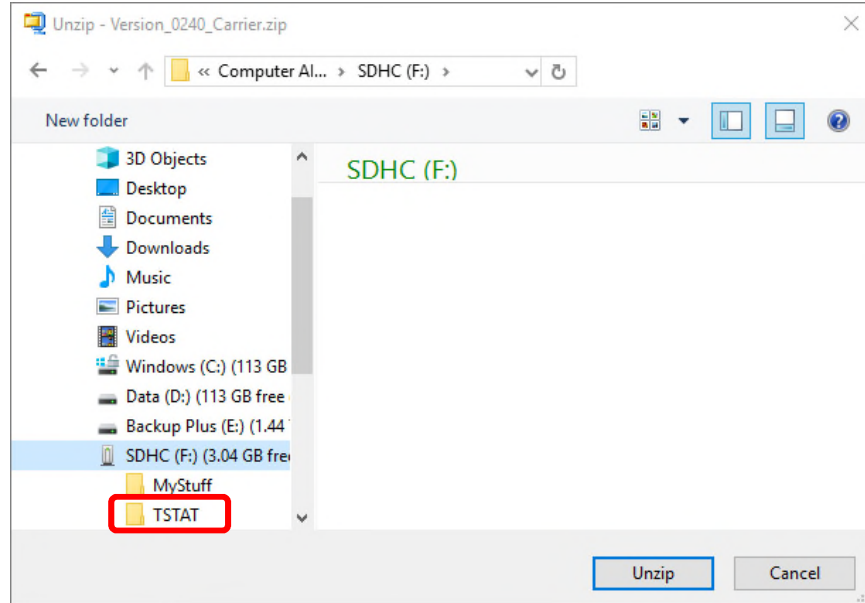 Unzip - Version_0240_Carrier.zip
« Computer Al... › SDHC (F:) ›
New folder
3D Objects
Desktop
Documents
Downloads
Music
Pictures
Videos
Windows (C:) (113 GB
Data (D:) (113 GB free
Backup Plus (E:) (1.44
SDHC (F:) (3.04 GB fre
MyStuff
TSTAT
SDHC (F:)
Unzip
Cancel